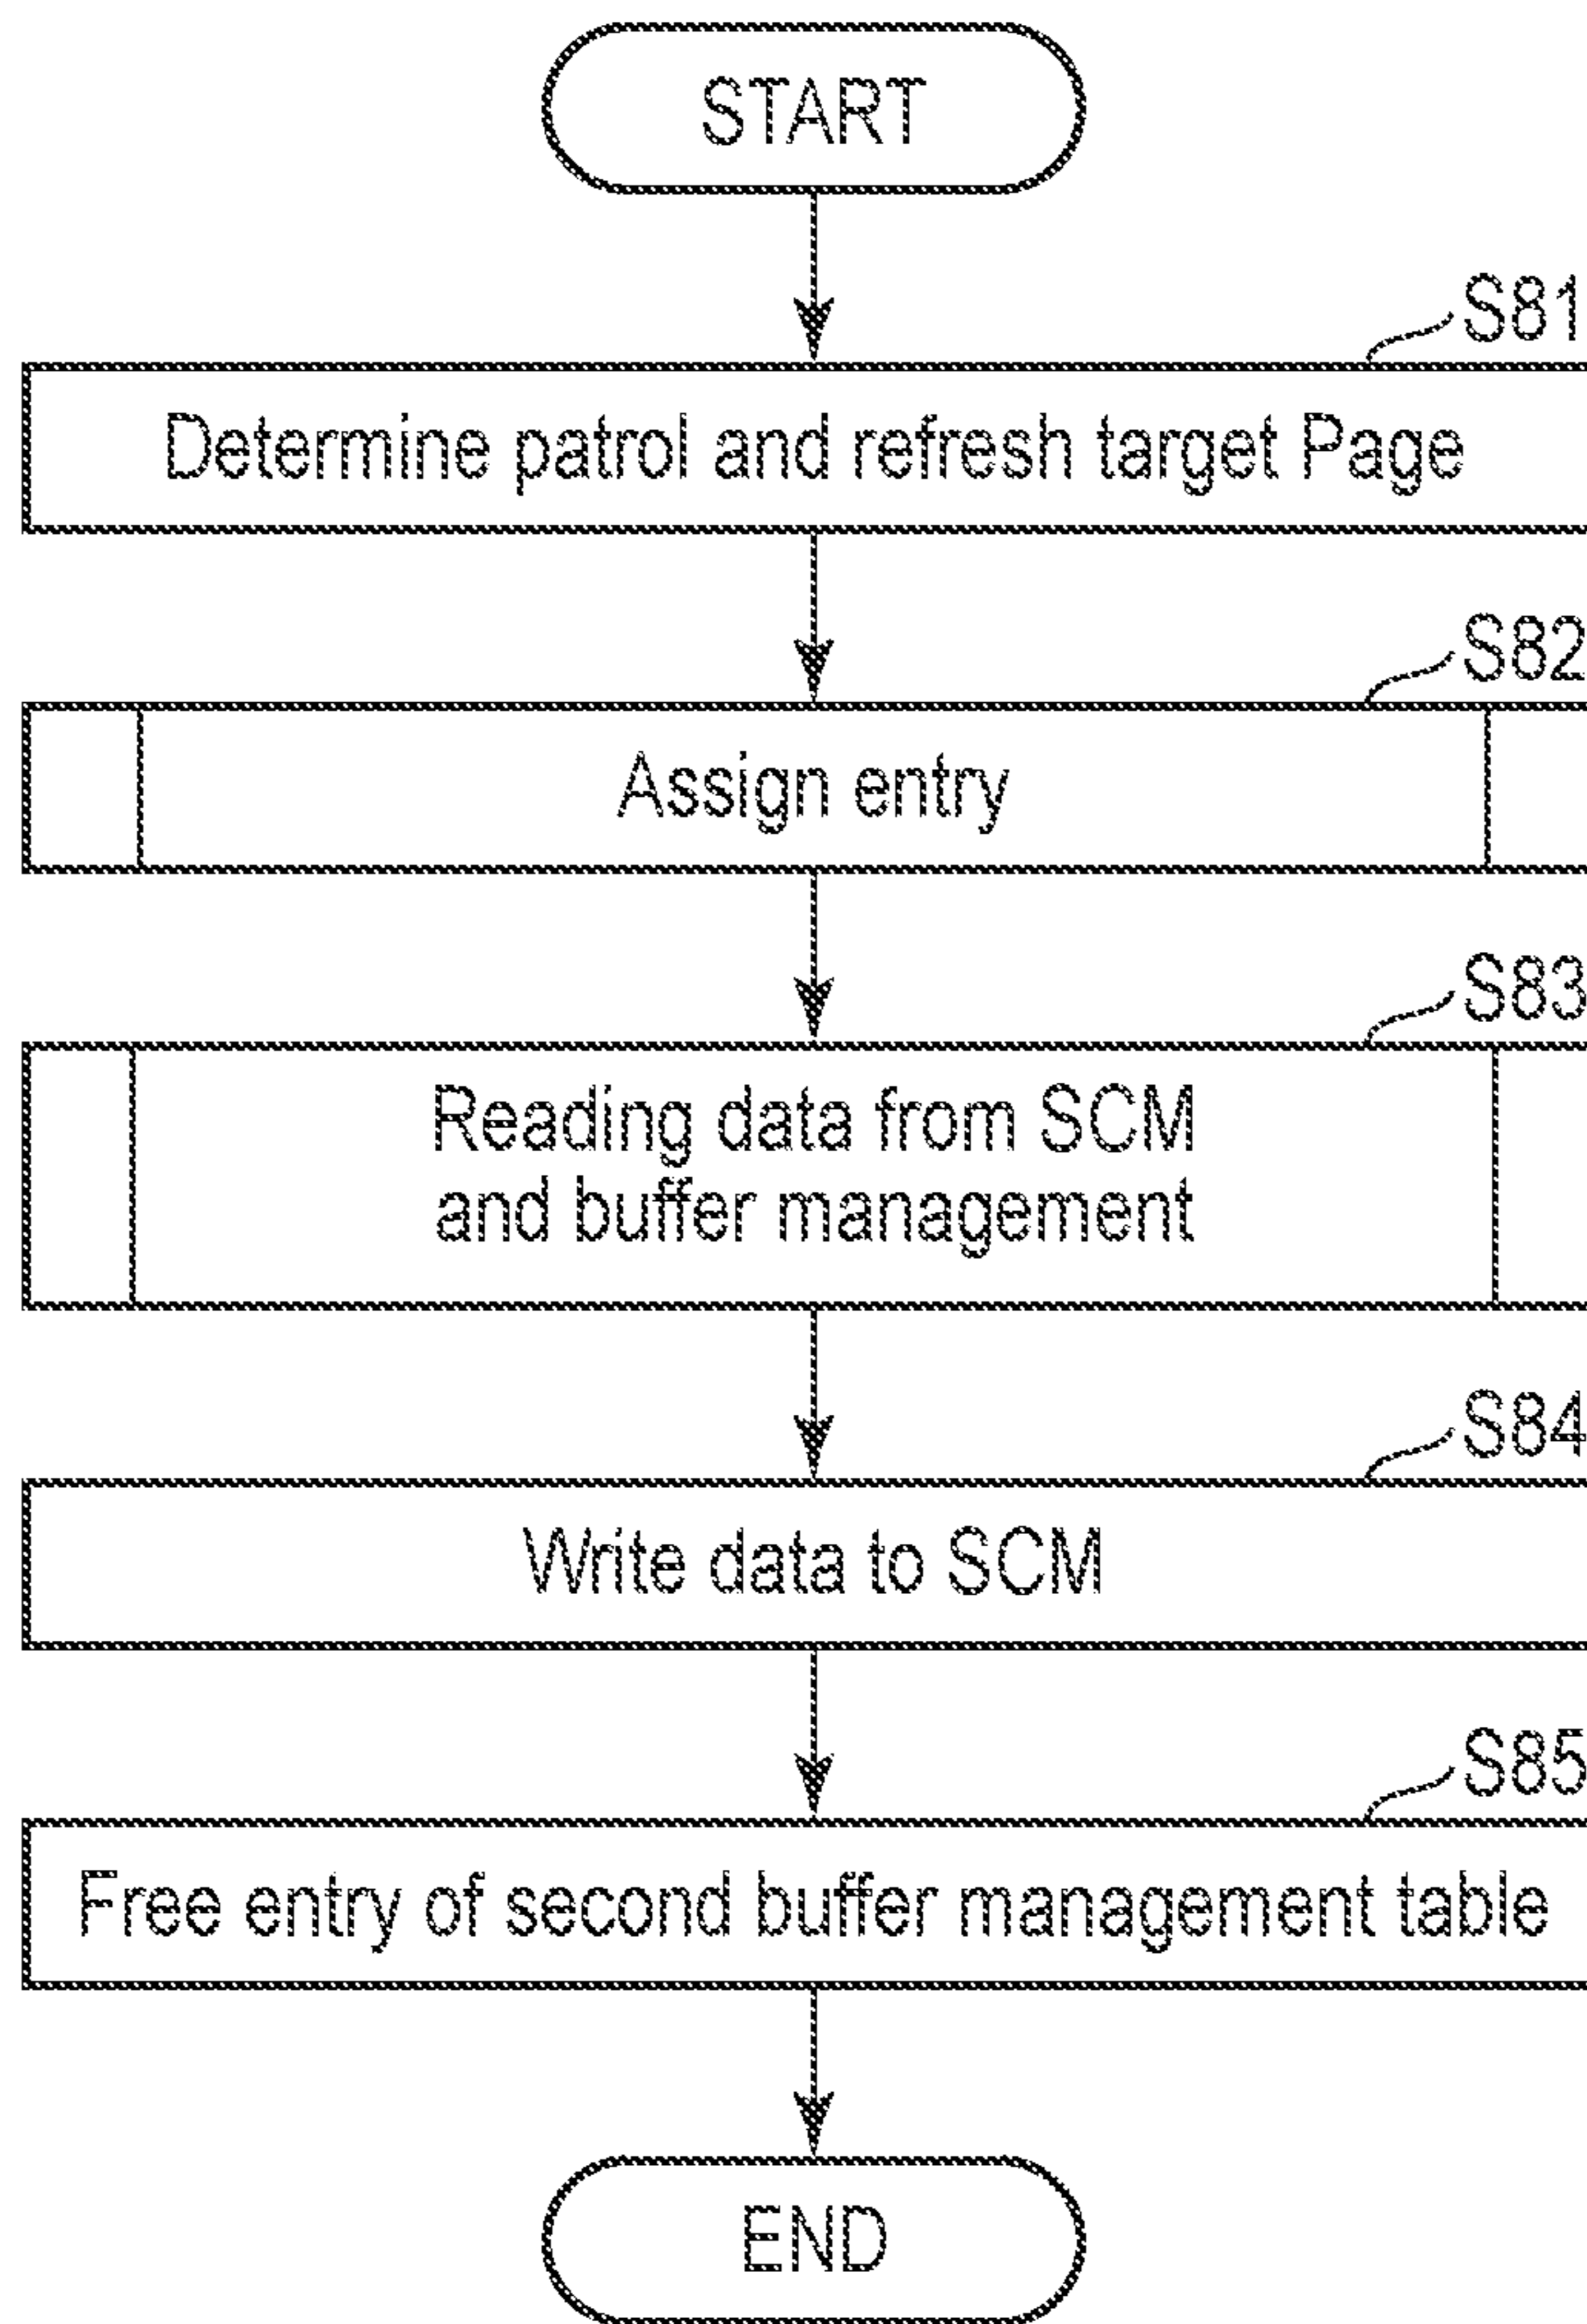 START
S81
Determine patrol and refresh target Page
S82
Assign entry
S83
Reading data from SCM
and buffer management
S84
Write data to SCM
S85
Free entry of second buffer management table
END